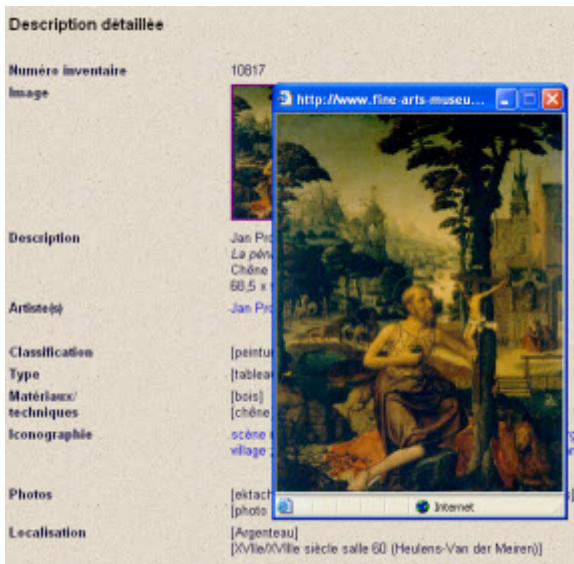 Description détaillée
Numéro inventaire 10817
Image
http://www.fine-arts-museu...
Description Jan Pro
La péni
Chêne
68,5 x
Artiste(s) Jan Pro
Classification [peintu
Type [tableau
Matériaux/ [bois]
techniques [chêne
Iconographie scène
village ;
Photos [ektach
[photo
Internet
Localisation [Argenteau]
[XVIIe/XVIIIe siècle salle 60 (Heulens-Van der Meiren)]